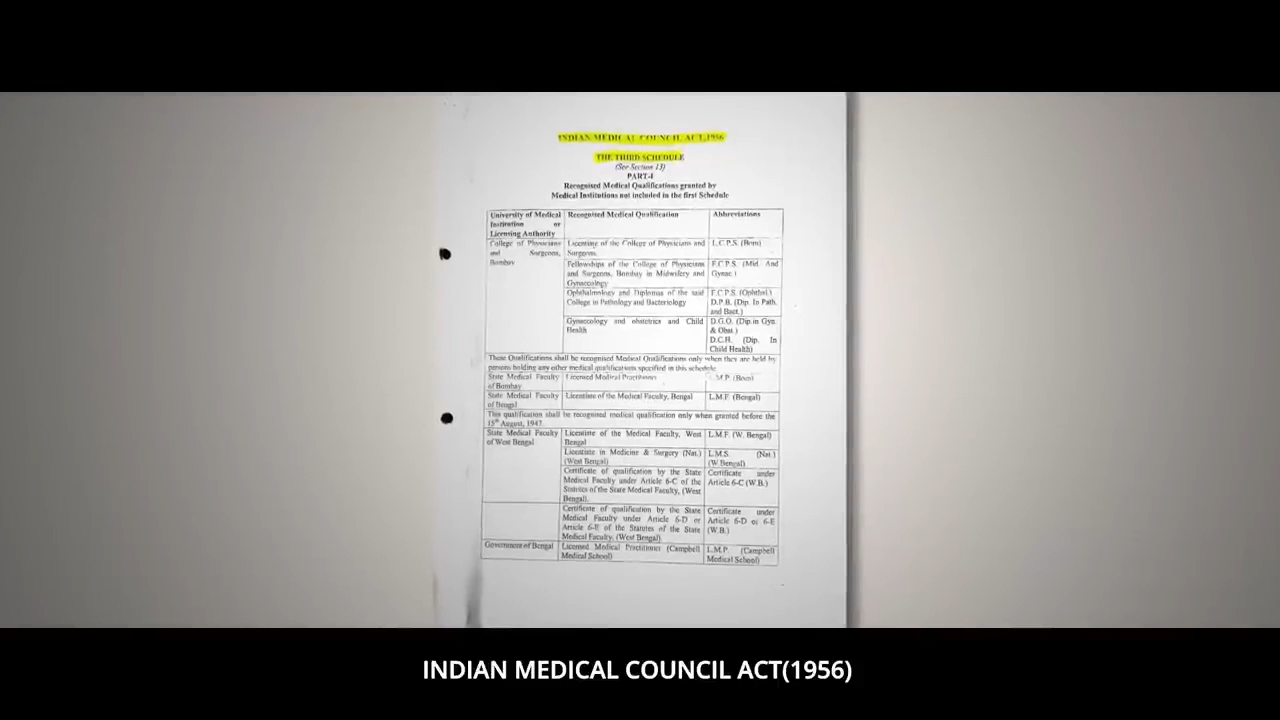 INDIAN MEDICAL COUNCIL ACT,1956
THE THIRD SCHEDULE
(See Section 13)
PART-I
Recognised Medical Qualifications granted by
Medical Institutions not included in the first Schedule
University of Medical
Institution or
Licensing Authority
Recognised Medical Qualification
Abbreviations
College of Physicians
and Surgeons,
Bombay
Licentiate of the College of Physicians and
Surgeons
L.C.P.S. (Bom)
Fellowships of the College of Physicians
and Surgeons, Bombay in Midwifery and
Gynaecology
F.C.P.S. (Mid. And
Gynac.)
Ophthalmology and Diplomas of the said
College in Pathology and Bacteriology
F.C.P.S. (Ophthal.)
D.P.B. (Dip. In Path.
and Bact.)
Gynaecology and obstetrics and Child
Health
D.G.O. (Dip.in Gyn.
& Obst.)
D.C.H. (Dip. In
Child Health)
These Qualifications shall be recognised Medical Qualifications only when they are held by
persons holding any other medical qualifications specified in this schedule
State Medical Faculty
of Bombay
Licensed Medical Practitioner
M.P. (Bom)
State Medical Faculty
of Bengal
Licentiate of the Medical Faculty, Bengal
L.M.F. (Bengal)
This qualification shall be recognised medical qualification only when granted before the
15th August, 1947.
State Medical Faculty
of West Bengal
Licentiate of the Medical Faculty, West
Bengal
L.M.F. (W. Bengal)
Licentiate in Medicine & Surgery (Nat.)
(West Bengal)
L.M.S. (Nat.)
(W.Bengal)
Certificate of qualification by the State
Medical Faculty under Article 6-C of the
Statutes of the State Medical Faculty, (West
Bengal).
Certificate under
Article 6-C (W.B.)
Certificate of qualification by the State
Medical Faculty under Article 6-D or
Article 6-E of the Statutes of the State
Medical Faculty, (West Bengal)
Certificate under
Article 6-D or 6-E
(W.B.)
Government of Bengal
Licensed Medical Practitioner (Campbell
Medical School)
L.M.P. (Campbell
Medical School)
INDIAN MEDICAL COUNCIL ACT(1956)